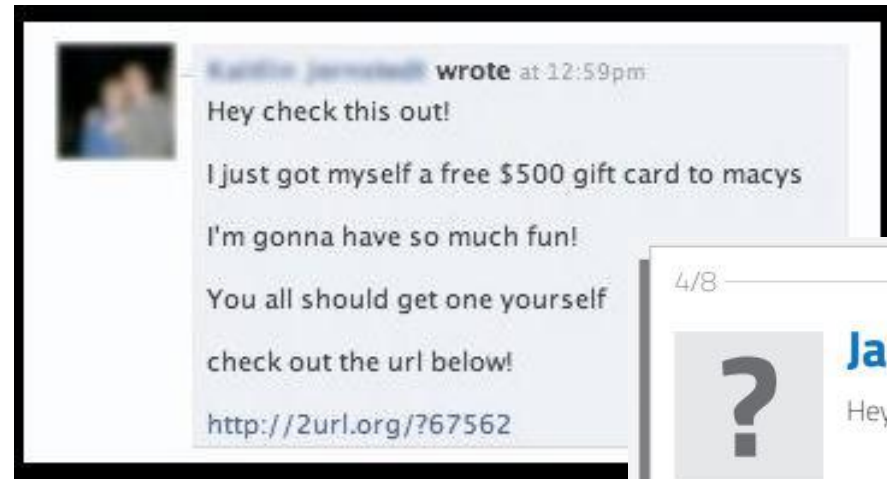 wrote at 12:59pm
Hey check this out!
I just got myself a free $500 gift card to macys
I'm gonna have so much fun!
You all should get one yourself
check out the url below!
http://2url.org/?67562
4/8
?
Ja
Hey